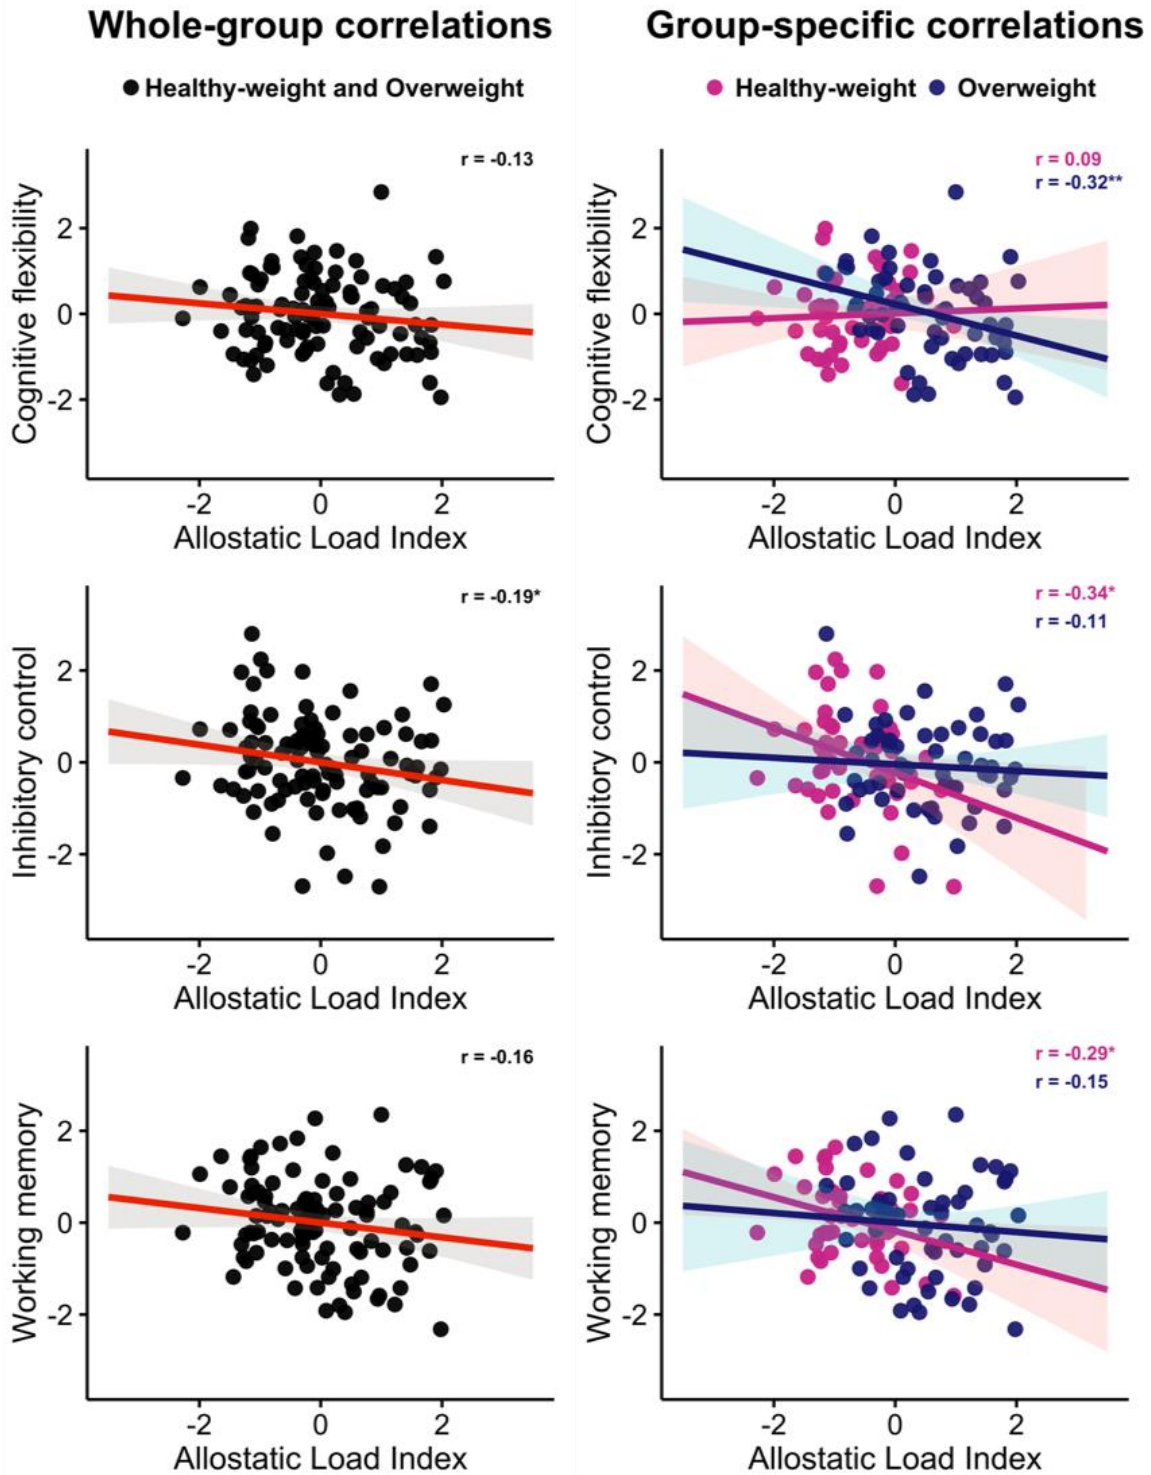 Whole-group correlations
Healthy-weight and Overweight
r = -0.13
Cognitive flexibility
2
0
-2
-2 0 2
Allostatic Load Index
r = -0.19*
Inhibitory control
2
0
-2
-2 0 2
Allostatic Load Index
r = -0.16
Working memory
2
0
-2
-2 0 2
Allostatic Load Index
Group-specific correlations
Healthy-weight Overweight
r = 0.09
r = -0.32**
Cognitive flexibility
2
0
-2
-2 0 2
Allostatic Load Index
r = -0.34*
r = -0.11
Inhibitory control
2
0
-2
-2 0 2
Allostatic Load Index
r = -0.29*
r = -0.15
Working memory
2
0
-2
-2 0 2
Allostatic Load Index